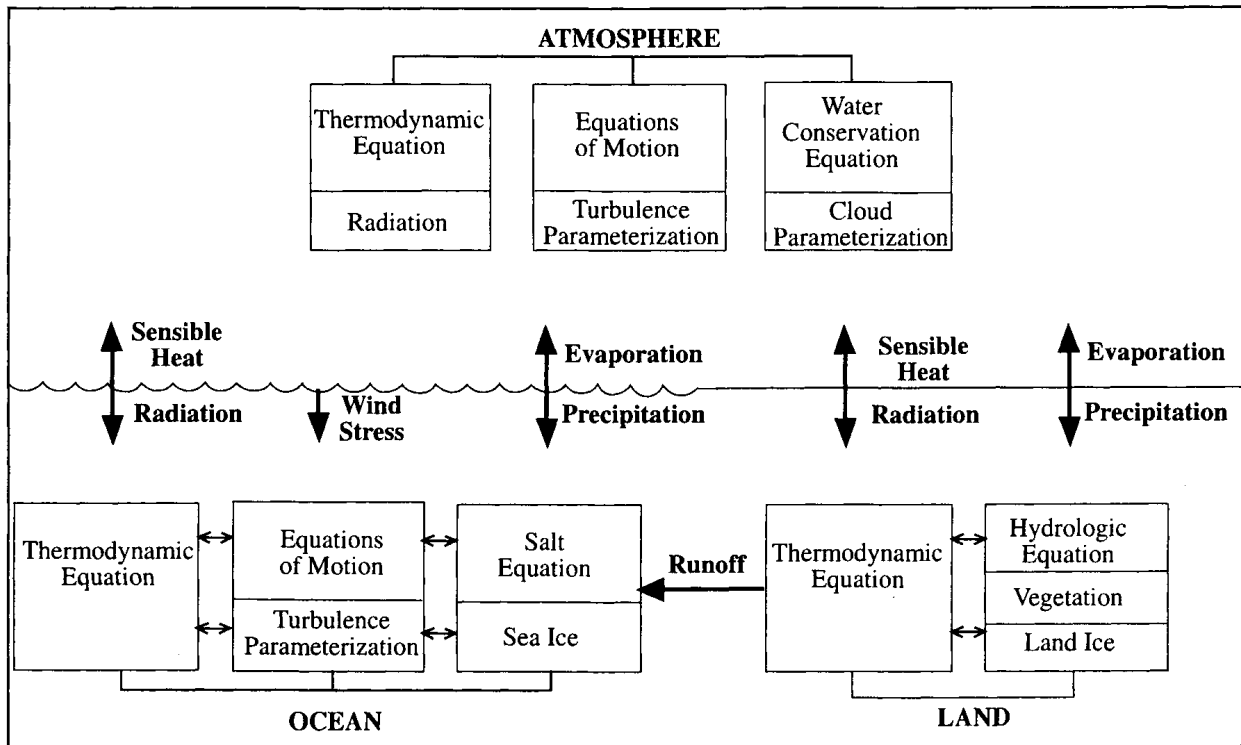 ATMOSPHERE
Thermodynamic
Equation
Radiation
Equations
of Motion
Turbulence
Parameterization
Water
Conservation
Equation
Cloud
Parameterization
Sensible
Heat
Radiation
Wind
Stress
Evaporation
Precipitation
Sensible
Heat
Radiation
Evaporation
Precipitation
Thermodynamic
Equation
Equations
of Motion
Turbulence
Parameterization
Salt
Equation
Sea Ice
Runoff
Thermodynamic
Equation
Hydrologic
Equation
Vegetation
Land Ice
OCEAN
LAND